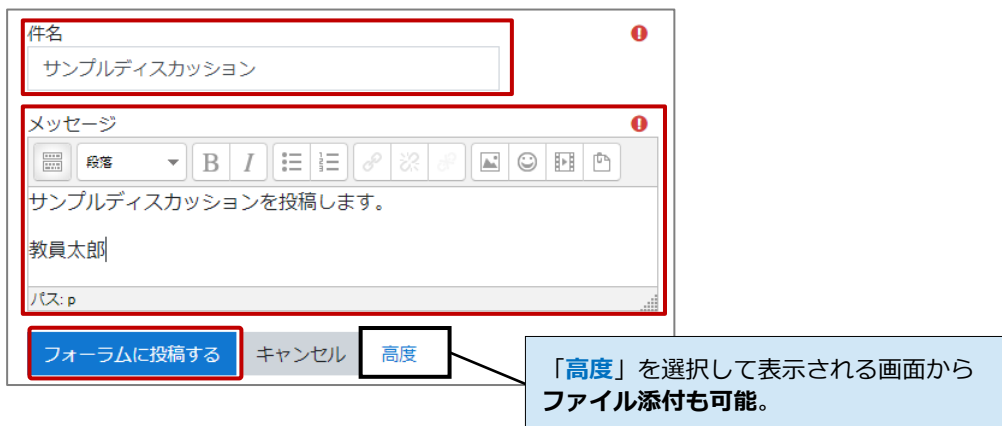 件名
サンプルディスカッション
メッセージ
段落
B I
サンプルディスカッションを投稿します。
教員太郎
パス: p
フォーラムに投稿する キャンセル 高度
「高度」を選択して表示される画面から
ファイル添付も可能。